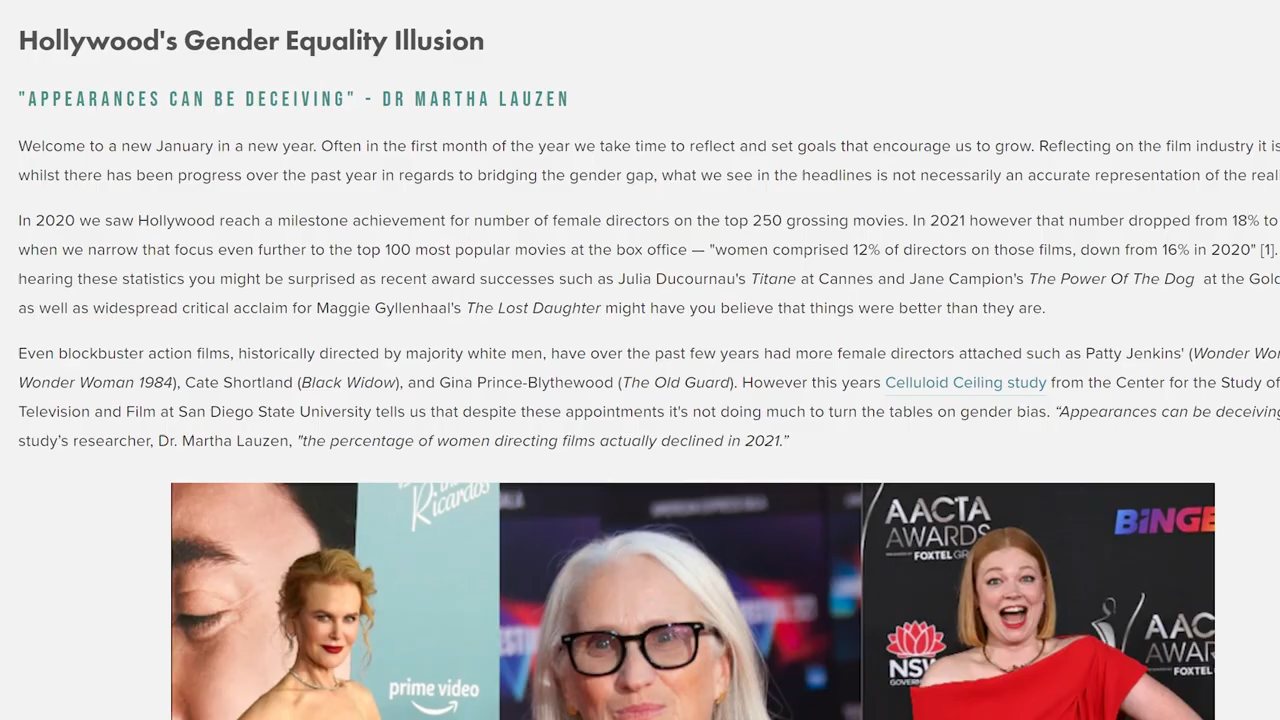 Hollywood's Gender Equality Illusion
"APPEARANCES CAN BE DECEIVING" - DR MARTHA LAUZEN
Welcome to a new January in a new year. Often in the first month of the year we take time to reflect and set goals that encourage us to grow. Reflecting on the film industry it is
whilst there has been progress over the past year in regards to bridging the gender gap, what we see in the headlines is not necessarily an accurate representation of the
In 2020 we saw Hollywood reach a milestone achievement for number of female directors on the top 250 grossing movies. In 2021 however that number dropped from 18% to
when we narrow that focus even further to the top 100 most popular movies at the box office — "women comprised 12% of directors on those films, down from 16% in 2020" [1].
hearing these statistics you might be surprised as recent award successes such as Julia Ducournau's Titane at Cannes and Jane Campion's The Power Of The Dog at the
as well as widespread critical acclaim for Maggie Gyllenhaal's The Lost Daughter might have you believe that things were better than they are.
Even blockbuster action films, historically directed by majority white men, have over the past few years had more female directors attached such as Patty Jenkins' (Wonder
Wonder Woman 1984), Cate Shortland (Black Widow), and Gina Prince-Blythewood (The Old Guard). However this years Celluloid Ceiling study from the Center for the Study of
Television and Film at San Diego State University tells us that despite these appointments it's not doing much to turn the tables on gender bias. “Appearances can be deceiving
study’s researcher, Dr. Martha Lauzen, "the percentage of women directing films actually declined in 2021.”
Ricardos
prime video
AACTA
AWARDS
FOXTEL
BINGE
NSW
AAC
AWAR
FOXTEL